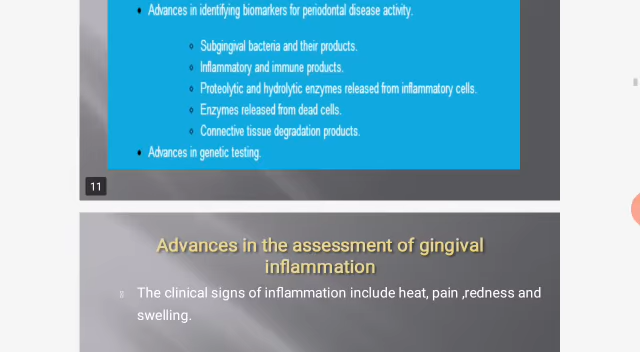 • Advances in identifying biomarkers for periodontal disease activity.
○ Subgingival bacteria and their products.
○ Inflammatory and immune products.
○ Proteolytic and hydrolytic enzymes released from inflammatory cells.
○ Enzymes released from dead cells.
○ Connective tissue degradation products.
• Advances in genetic testing.
11
Advances in the assessment of gingival
inflammation
The clinical signs of inflammation include heat, pain ,redness and
swelling.